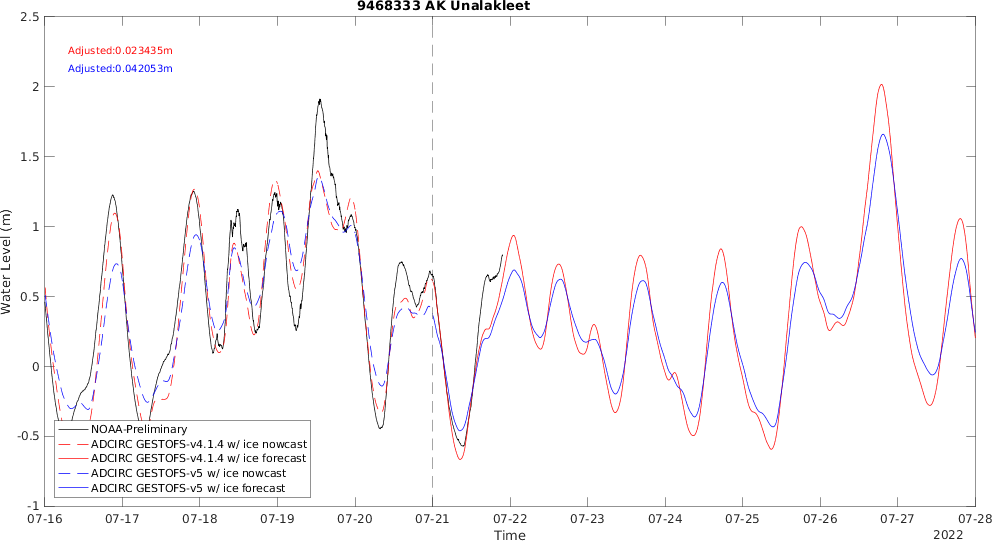 9468333 AK Unalakleet
2.5
2
1.5
1
0.5
0
-0.5
-1
Water Level (m)
Adjusted:0.023435m
Adjusted:0.042053m
NOAA-Preliminary
ADCIRC GESTOFS-v4.1.4 w/ ice nowcast
ADCIRC GESTOFS-v4.1.4 w/ ice forecast
ADCIRC GESTOFS-v5 w/ ice nowcast
ADCIRC GESTOFS-v5 w/ ice forecast
07-16 07-17 07-18 07-19 07-20 07-21 07-22 07-23 07-24 07-25 07-26 07-27 07-28
Time
2022